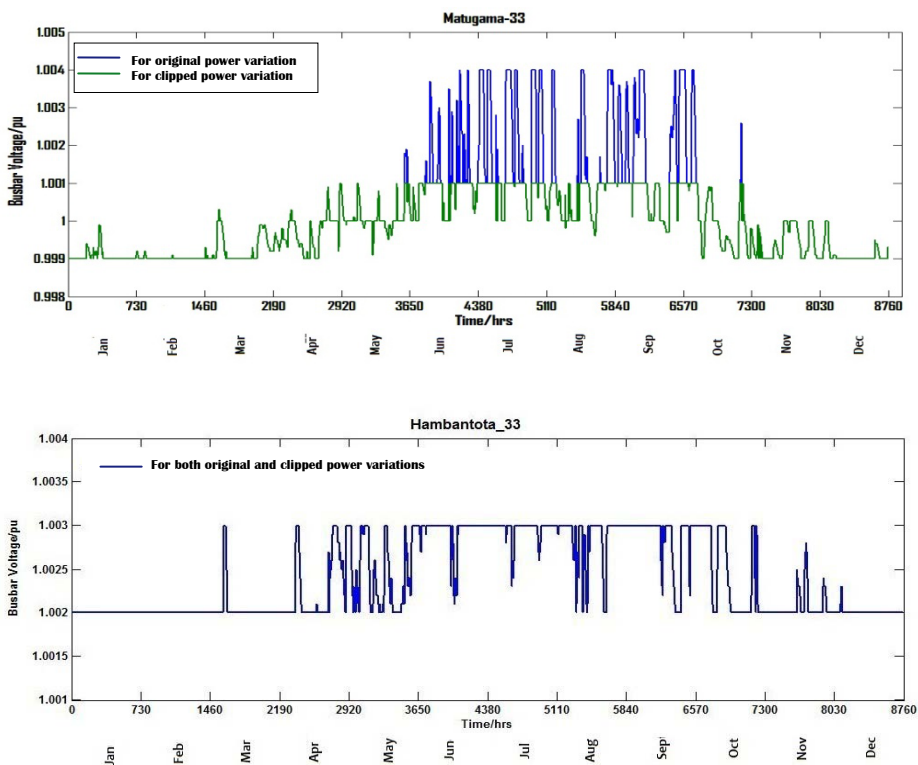 Matugama-33
1.005
1.004
1.003
1.002
1.001
1
0.999
0.998
Busbar Voltage/pu
For original power variation
For clipped power variation
0 730 1460 2190 2920 3650 4380 5110 5840 6570 7300 8030 8760
Time/hrs
Jan Feb Mar Apr May Jun Jul Aug Sep Oct Nov Dec
Hambantota_33
1.004
1.0035
1.003
1.0025
1.002
1.0015
1.001
Busbar Voltage/pu
For both original and clipped power variations
0 730 1460 2190 2920 3650 4380 5110 5840 6570 7300 8030 8760
Time/hrs
Jan Feb Mar Apr May Jun Jul Aug Sep Oct Nov Dec